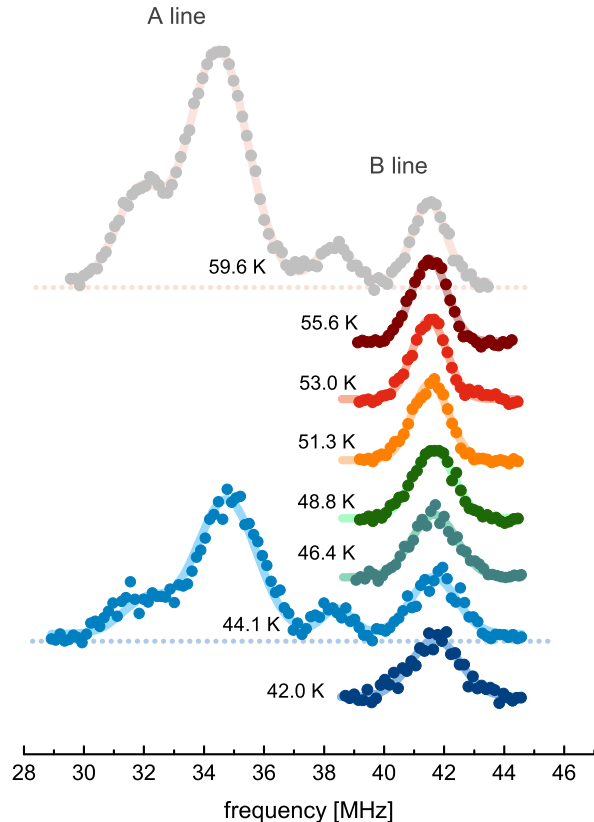 A line
B line
59.6 K
55.6 K
53.0 K
51.3 K
48.8 K
46.4 K
44.1 K
42.0 K
28 30 32 34 36 38 40 42 44 46
frequency [MHz]